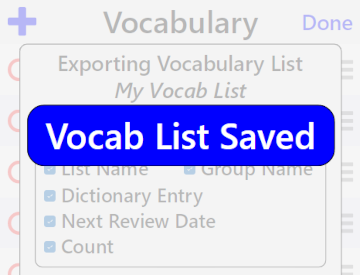 Vocabulary Done
Exporting Vocabulary List
My Vocab List
Vocab List Saved
List Name Group Name
Dictionary Entry
Next Review Date
Count